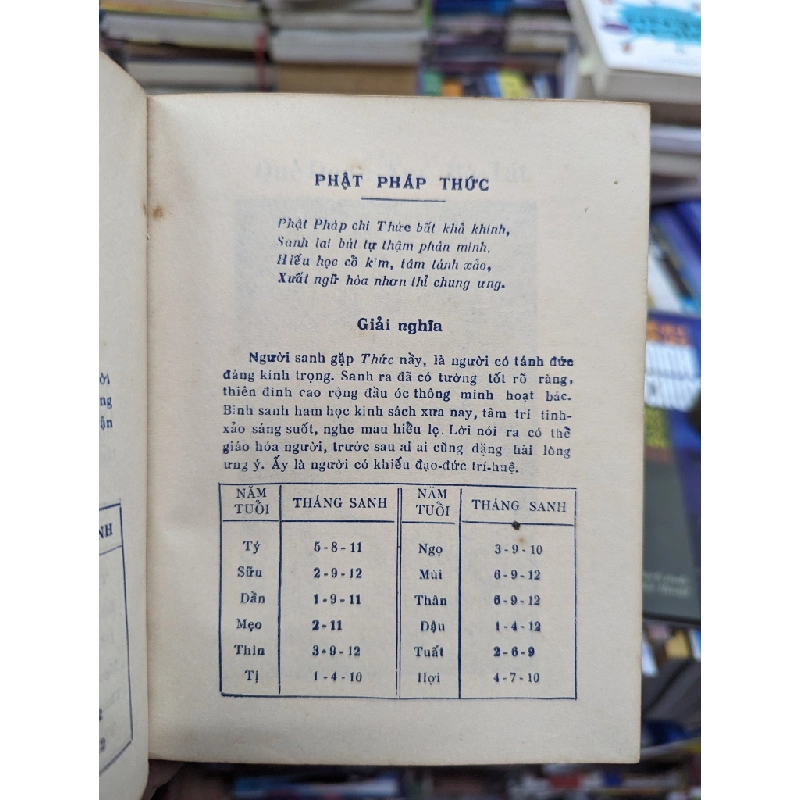 PHẬT PHÁP THỨC
Phật Pháp chi Thức bất khả khinh,
Sanh lai bút tự thậm phân minh.
Hiếu học cổ kim, tâm tánh xảo,
Xuất ngữ hòa nhơn thỉ chung ưng.
Giải nghĩa
Người sanh gặp Thức nầy, là người có tánh đức
đáng kính trọng. Sanh ra đã có tướng tốt rõ ràng,
thiên đình cao rộng đầu óc thông minh hoạt bác.
Bình sanh ham học kinh sách xưa nay, tâm trí tinh-
xảo sáng suốt, nghe mau hiểu lẹ. Lời nói ra có thể
giáo hóa người, trước sau ai ai cũng đặng hài lòng
ưng ý. Ấy là người có khiếu đạo-đức trí-huệ.
NĂM TUỔI THÁNG SANH NĂM TUỔI THÁNG SANH
Tý 5-8-11 Ngọ 3-9-10
Sữu 2-9-12 Mùi 6-9-12
Dần 1-9-11 Thân 6-9-12
Mẹo 2-11 Dậu 1-4-12
Thìn 3-9-12 Tuất 2-6-9
Tị 1-4-10 Hợi 4-7-10